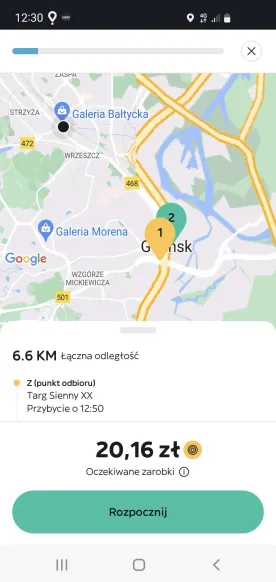 12:30
4G
ZASPA
STRZYŻA
Galeria Bałtycka
472
WRZESZCZ
468
2
1
Gdańsk
Galeria Morena
Google
WZGÓRZE
MICKIEWICZA
501
6.6 KM Łączna odległość
Z (punkt odbioru)
Targ Sienny XX
Przybycie o 12:50
20,16 zł
Oczekiwane zarobki
Rozpocznij